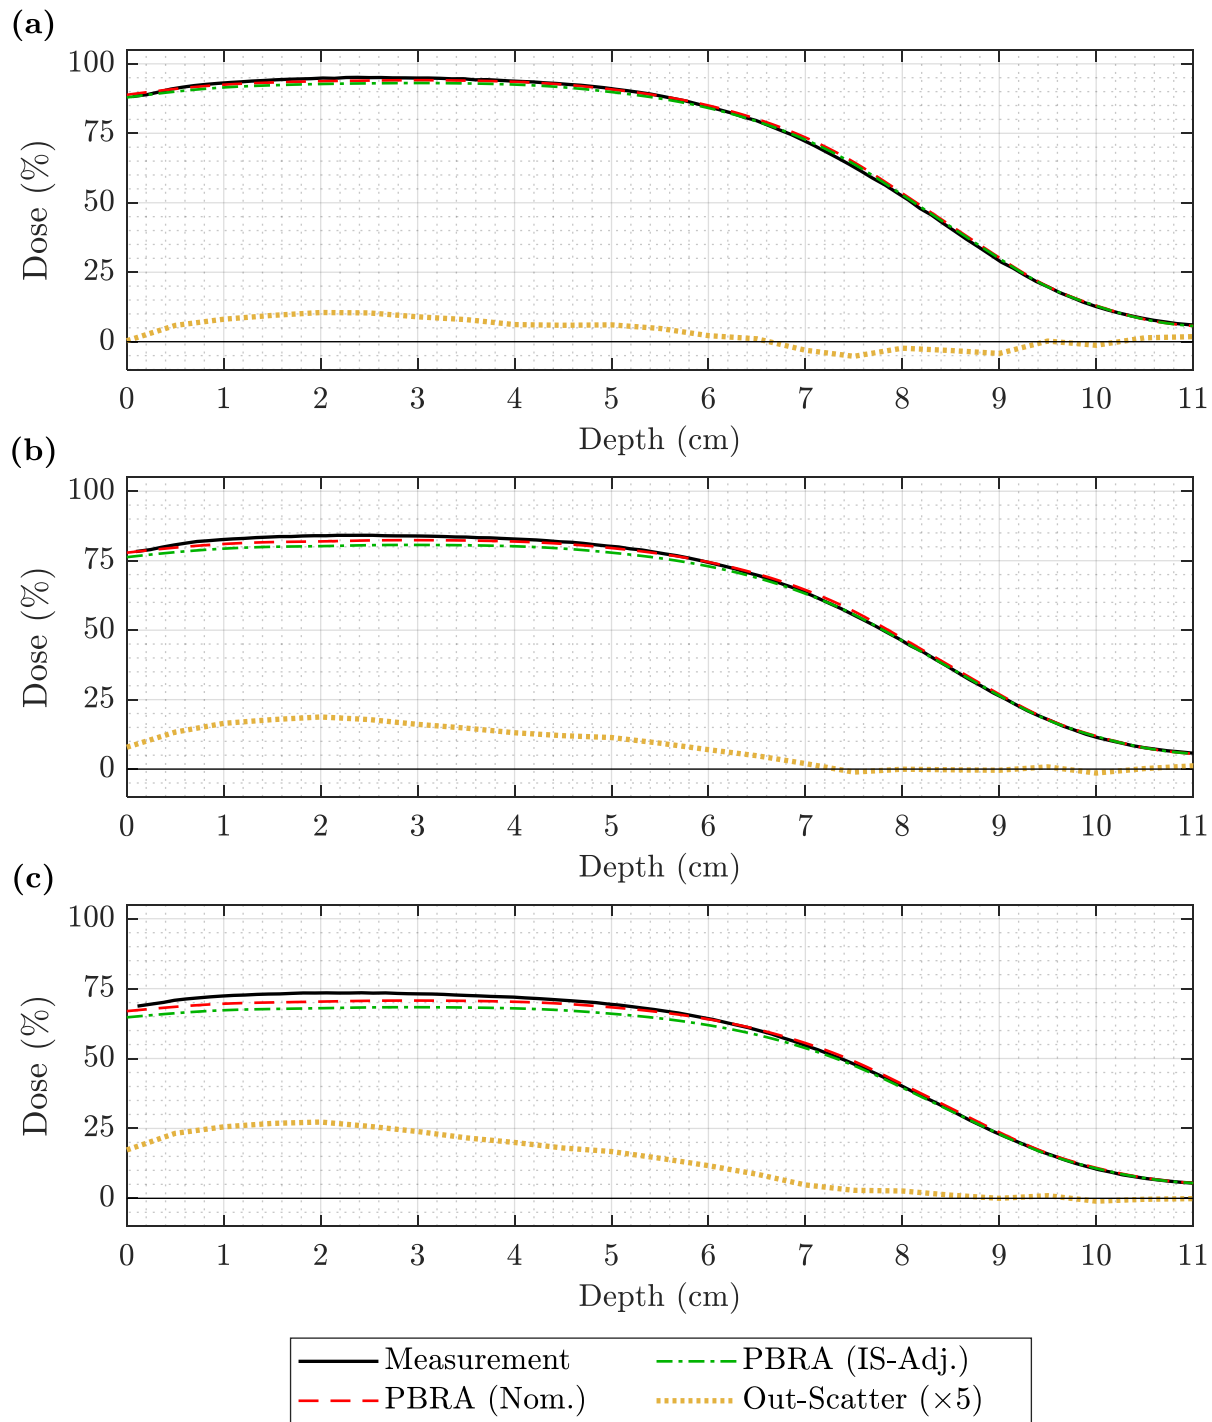 (a)
100
75
50
25
0
Dose (%)
0 1 2 3 4 5 6 7 8 9 10 11
Depth (cm)
(b)
100
75
50
25
0
Dose (%)
0 1 2 3 4 5 6 7 8 9 10 11
Depth (cm)
(c)
100
75
50
25
0
Dose (%)
0 1 2 3 4 5 6 7 8 9 10 11
Depth (cm)
Measurement PBRA (IS-Adj.)
PBRA (Nom.) Out-Scatter (×5)